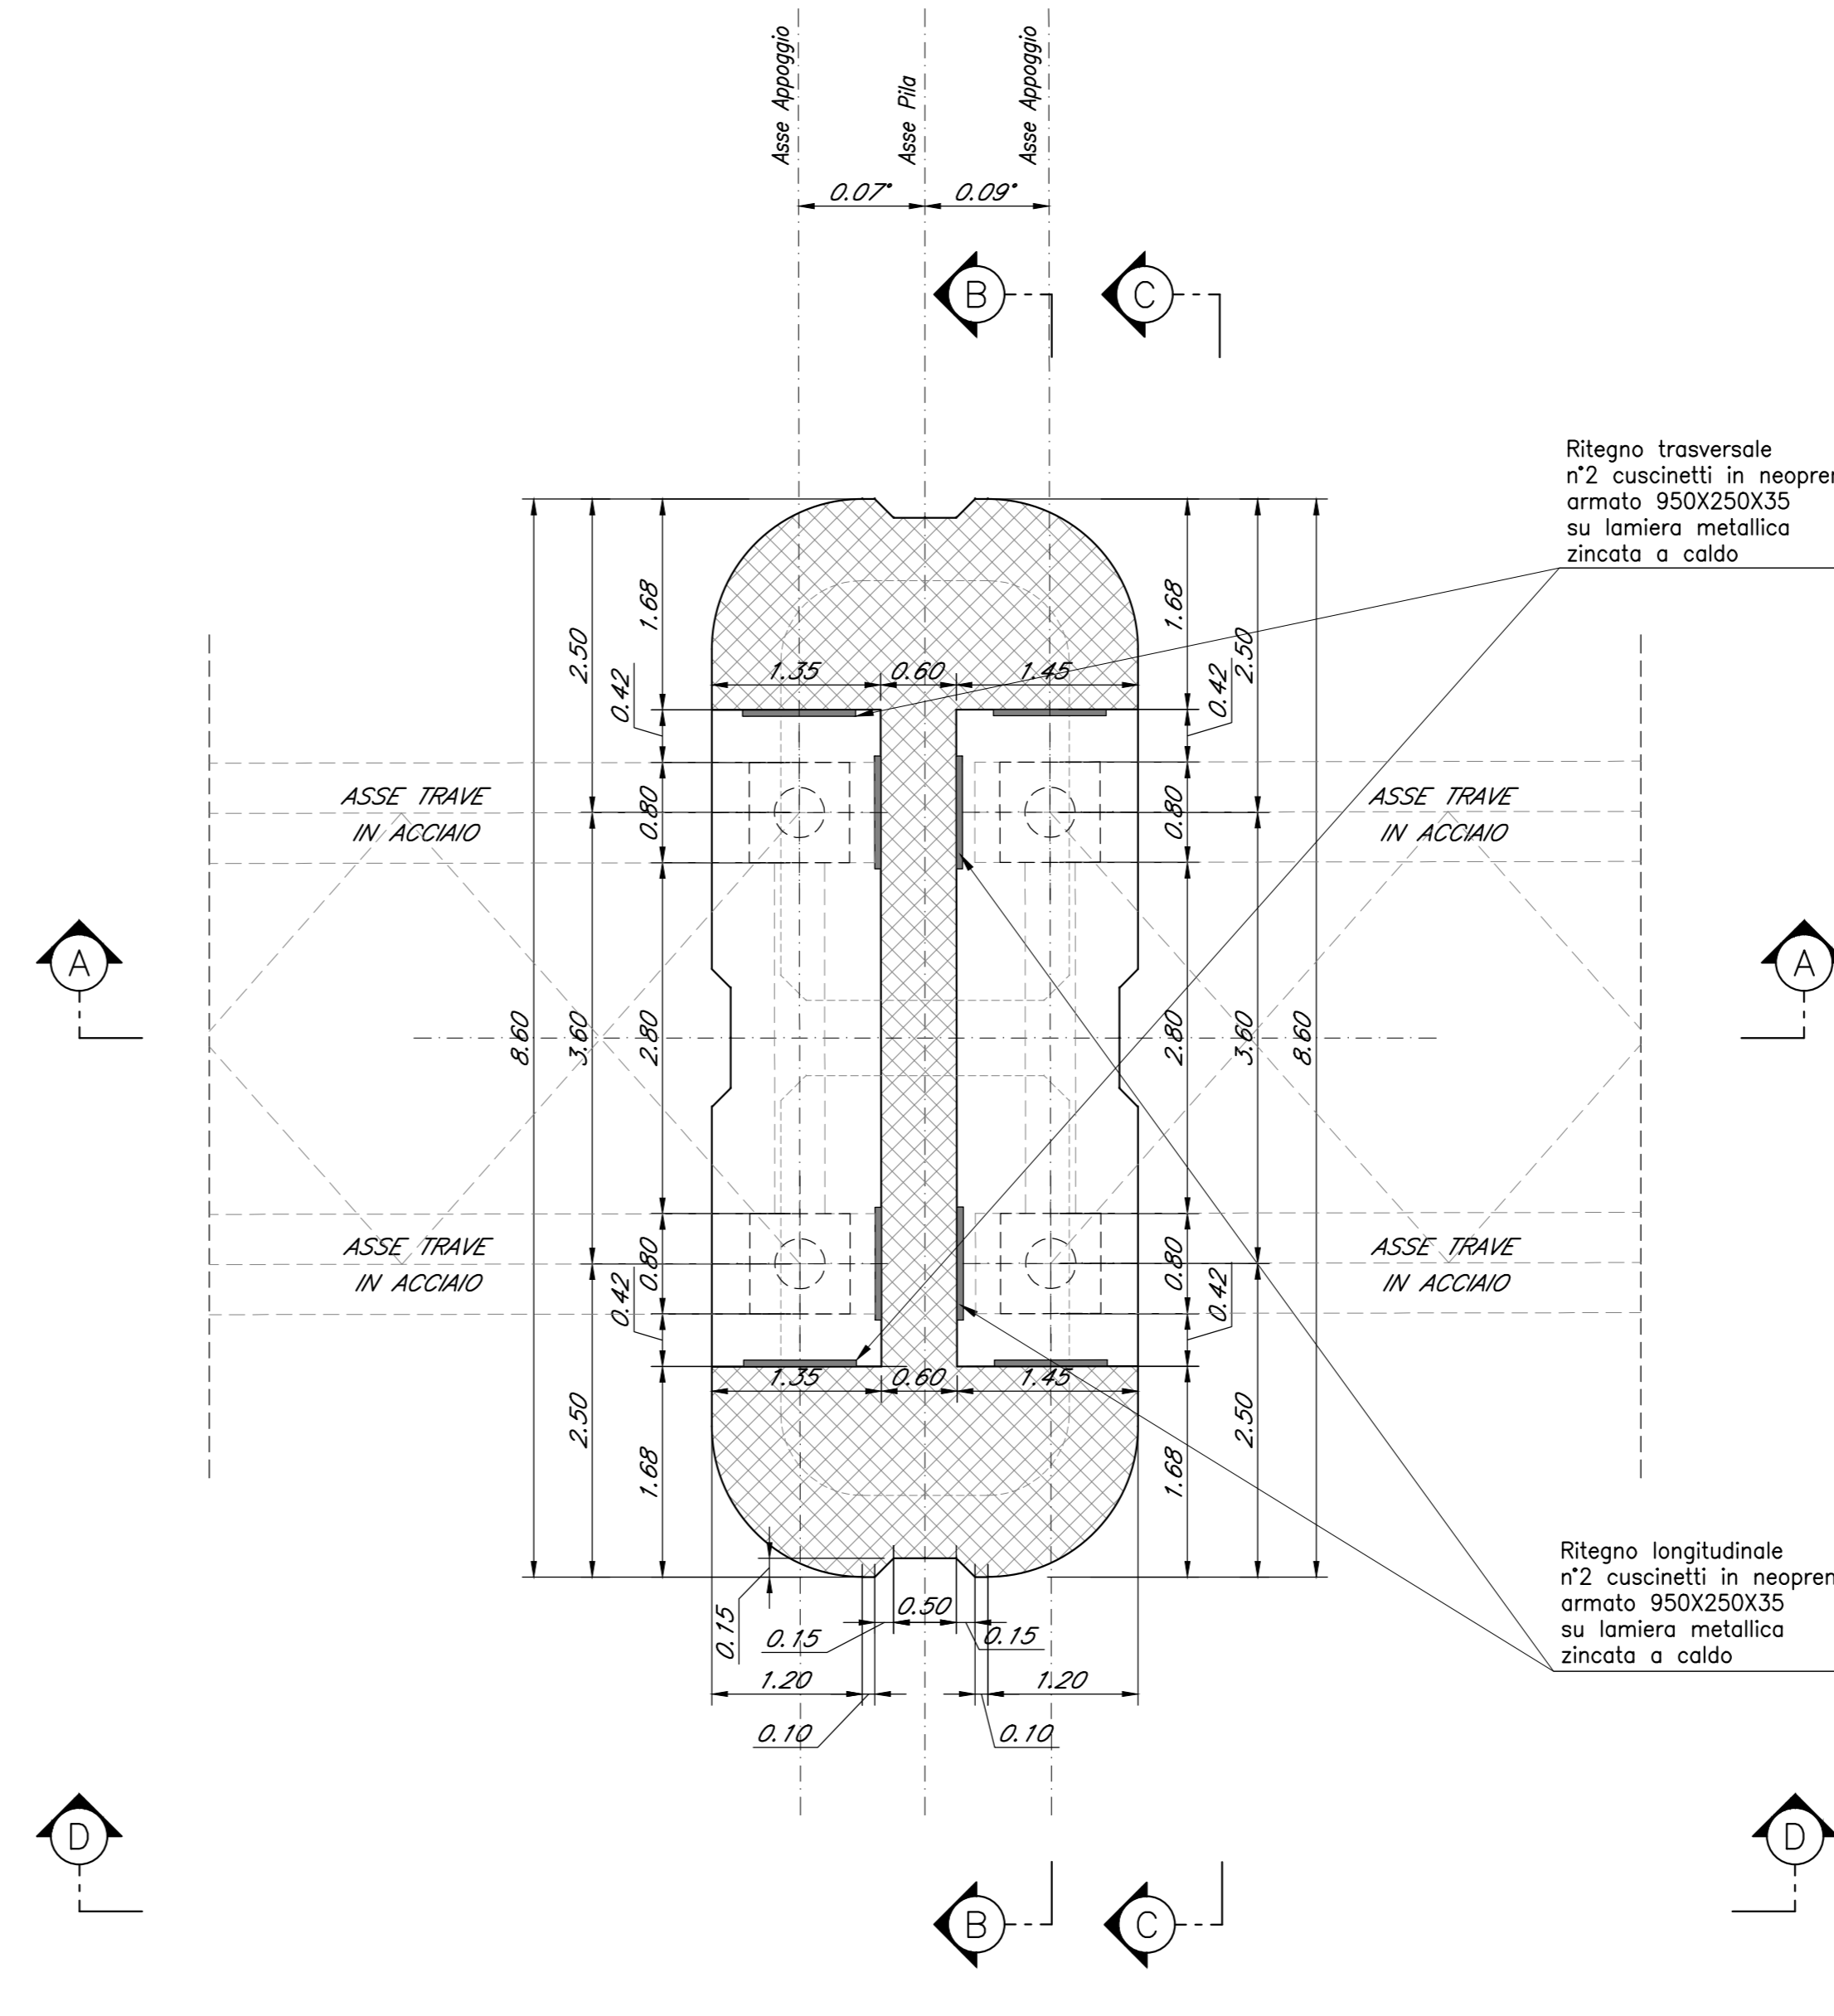 Asse Appoggio
Asse Pila
Asse Appoggio
0.07°
0.09°
B
C
Ritegno trasversale
n°2 cuscinetti in neopren
armato 950X250X35
su lamiera metallica
zincata a caldo
1.68
1.68
2.50
2.50
1.35
0.60
1.45
0.42
0.42
ASSE TRAVE
IN ACCIAIO
0.80
0.80
ASSE TRAVE
IN ACCIAIO
A
A
8.60
3.60
2.80
2.80
3.60
8.60
ASSE TRAVE
IN ACCIAIO
0.80
0.80
ASSE TRAVE
IN ACCIAIO
0.42
0.42
1.35
0.60
1.45
2.50
2.50
1.68
1.68
Ritegno longitudinale
n°2 cuscinetti in neopren
armato 950X250X35
su lamiera metallica
zincata a caldo
0.15
0.50
0.15
0.15
1.20
1.20
0.10
0.10
D
D
B
C